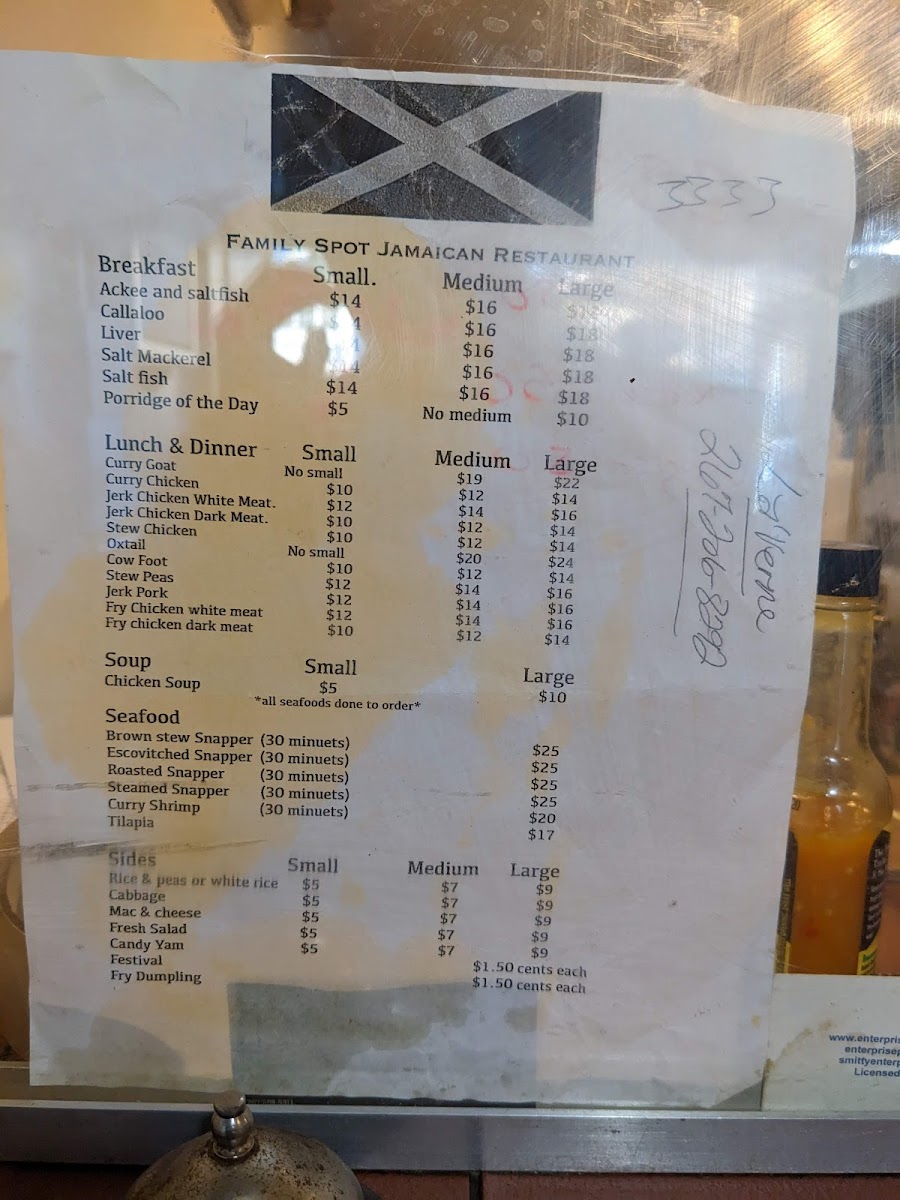 3333
FAMILY SPOT JAMAICAN RESTAURANT
Breakfast Small. Medium Large
Ackee and saltfish $14 $16 $18
Callaloo $14 $16 $18
Liver $16 $18
Salt Mackerel $14 $16 $18
Salt fish $14 $16 $18
Porridge of the Day $5 No medium $10
Lunch & Dinner Small Medium Large
Curry Goat No small $19 $22
Curry Chicken $10 $12 $14
Jerk Chicken White Meat. $12 $14 $16
Jerk Chicken Dark Meat. $10 $12 $14
Stew Chicken $10 $12 $14
Oxtail No small $20 $24
Cow Foot $10 $12 $14
Stew Peas $12 $14 $16
Jerk Pork $12 $14 $16
Fry Chicken white meat $12 $14 $16
Fry chicken dark meat $10 $12 $14
Soup Small Large
Chicken Soup $5 $10
*all seafoods done to order*
Seafood
Brown stew Snapper (30 minuets) $25
Escovitched Snapper (30 minuets) $25
Roasted Snapper (30 minuets) $25
Steamed Snapper (30 minuets) $25
Curry Shrimp (30 minuets) $20
Tilapia $17
Sides Small Medium Large
Rice & peas or white rice $5 $7 $9
Cabbage $5 $7 $9
Mac & cheese $5 $7 $9
Fresh Salad $5 $7 $9
Candy Yam $5 $7 $9
Festival $1.50 cents each
Fry Dumpling $1.50 cents each
www.enterpris
enterprisep
smittyenterp
Licensed